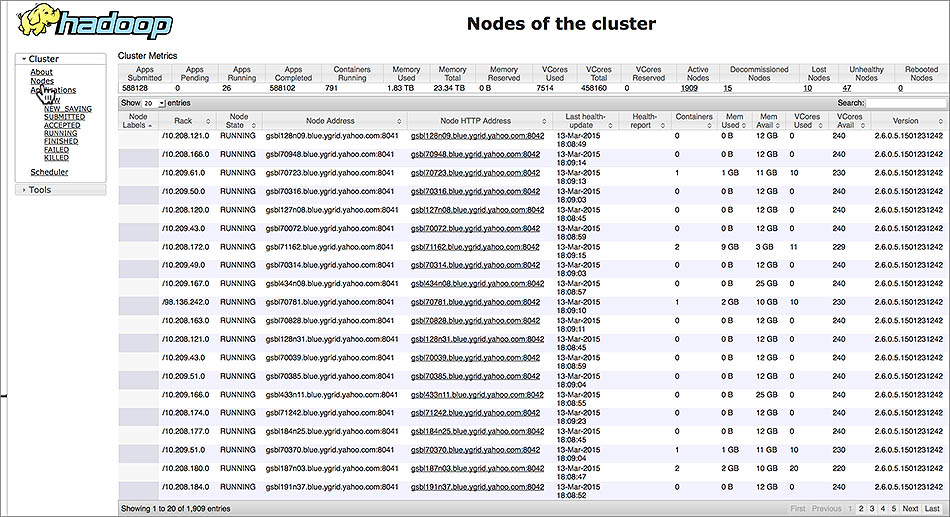 hadoop
Nodes of the cluster
Cluster
About
Nodes
NEW_SAVING
SUBMITTED
ACCEPTED
RUNNING
FINISHED
FAILED
KILLED
Scheduler
Tools
Cluster Metrics
Apps Submitted Apps Pending Apps Running Apps Completed Containers Running Memory Used Memory Total Memory Reserved VCores Used VCores Total VCores Reserved Active Nodes Decommissioned Nodes Lost Nodes Unhealthy Nodes Rebooted Nodes
588128 0 26 588102 791 1.83 TB 23.34 TB 0 B 7514 458160 0 1909 15 10 47 0
Show 20 entries Search:
Node Labels Rack Node State Node Address Node HTTP Address Last health-update Health-report Containers Mem Used Mem Avail VCores Used VCores Avail Version
/10.208.121.0 RUNNING gsbl128n09.blue.ygrid.yahoo.com:8041 gsbl128n09.blue.ygrid.yahoo.com:8042 13-Mar-2015 18:08:49 0 0 B 12 GB 0 240 2.6.0.5.1501231242
/10.208.166.0 RUNNING gsbl70948.blue.ygrid.yahoo.com:8041 gsbl70948.blue.ygrid.yahoo.com:8042 13-Mar-2015 18:09:14 0 0 B 12 GB 0 240 2.6.0.5.1501231242
/10.209.61.0 RUNNING gsbl70723.blue.ygrid.yahoo.com:8041 gsbl70723.blue.ygrid.yahoo.com:8042 13-Mar-2015 18:09:13 1 1 GB 11 GB 10 230 2.6.0.5.1501231242
/10.209.50.0 RUNNING gsbl70316.blue.ygrid.yahoo.com:8041 gsbl70316.blue.ygrid.yahoo.com:8042 13-Mar-2015 18:09:03 0 0 B 12 GB 0 240 2.6.0.5.1501231242
/10.208.120.0 RUNNING gsbl127n08.blue.ygrid.yahoo.com:8041 gsbl127n08.blue.ygrid.yahoo.com:8042 13-Mar-2015 18:08:45 0 0 B 12 GB 0 240 2.6.0.5.1501231242
/10.209.43.0 RUNNING gsbl70072.blue.ygrid.yahoo.com:8041 gsbl70072.blue.ygrid.yahoo.com:8042 13-Mar-2015 18:08:59 0 0 B 12 GB 0 240 2.6.0.5.1501231242
/10.208.172.0 RUNNING gsbl71162.blue.ygrid.yahoo.com:8041 gsbl71162.blue.ygrid.yahoo.com:8042 13-Mar-2015 18:09:15 2 9 GB 3 GB 11 229 2.6.0.5.1501231242
/10.209.49.0 RUNNING gsbl70314.blue.ygrid.yahoo.com:8041 gsbl70314.blue.ygrid.yahoo.com:8042 13-Mar-2015 18:09:03 0 0 B 12 GB 0 240 2.6.0.5.1501231242
/10.209.167.0 RUNNING gsbl434n08.blue.ygrid.yahoo.com:8041 gsbl434n08.blue.ygrid.yahoo.com:8042 13-Mar-2015 18:08:57 0 0 B 25 GB 0 240 2.6.0.5.1501231242
/98.136.242.0 RUNNING gsbl70781.blue.ygrid.yahoo.com:8041 gsbl70781.blue.ygrid.yahoo.com:8042 13-Mar-2015 18:09:10 1 2 GB 10 GB 10 230 2.6.0.5.1501231242
/10.208.163.0 RUNNING gsbl70828.blue.ygrid.yahoo.com:8041 gsbl70828.blue.ygrid.yahoo.com:8042 13-Mar-2015 18:09:11 0 0 B 12 GB 0 240 2.6.0.5.1501231242
/10.208.121.0 RUNNING gsbl128n31.blue.ygrid.yahoo.com:8041 gsbl128n31.blue.ygrid.yahoo.com:8042 13-Mar-2015 18:08:45 0 0 B 12 GB 0 240 2.6.0.5.1501231242
/10.209.43.0 RUNNING gsbl70039.blue.ygrid.yahoo.com:8041 gsbl70039.blue.ygrid.yahoo.com:8042 13-Mar-2015 18:08:59 0 0 B 12 GB 0 240 2.6.0.5.1501231242
/10.209.51.0 RUNNING gsbl70385.blue.ygrid.yahoo.com:8041 gsbl70385.blue.ygrid.yahoo.com:8042 13-Mar-2015 18:09:04 0 0 B 12 GB 0 240 2.6.0.5.1501231242
/10.209.166.0 RUNNING gsbl433n11.blue.ygrid.yahoo.com:8041 gsbl433n11.blue.ygrid.yahoo.com:8042 13-Mar-2015 18:08:55 0 0 B 25 GB 0 240 2.6.0.5.1501231242
/10.208.174.0 RUNNING gsbl71242.blue.ygrid.yahoo.com:8041 gsbl71242.blue.ygrid.yahoo.com:8042 13-Mar-2015 18:09:23 0 0 B 12 GB 0 240 2.6.0.5.1501231242
/10.208.177.0 RUNNING gsbl184n25.blue.ygrid.yahoo.com:8041 gsbl184n25.blue.ygrid.yahoo.com:8042 13-Mar-2015 18:08:45 0 0 B 12 GB 0 240 2.6.0.5.1501231242
/10.209.51.0 RUNNING gsbl70370.blue.ygrid.yahoo.com:8041 gsbl70370.blue.ygrid.yahoo.com:8042 13-Mar-2015 18:09:04 1 1 GB 11 GB 10 230 2.6.0.5.1501231242
/10.208.180.0 RUNNING gsbl187n03.blue.ygrid.yahoo.com:8041 gsbl187n03.blue.ygrid.yahoo.com:8042 13-Mar-2015 18:08:47 2 2 GB 10 GB 20 220 2.6.0.5.1501231242
/10.208.184.0 RUNNING gsbl191n37.blue.ygrid.yahoo.com:8041 gsbl191n37.blue.ygrid.yahoo.com:8042 13-Mar-2015 18:08:52 0 0 B 12 GB 0 240 2.6.0.5.1501231242
Showing 1 to 20 of 1,909 entries First Previous 1 2 3 4 5 Next Last